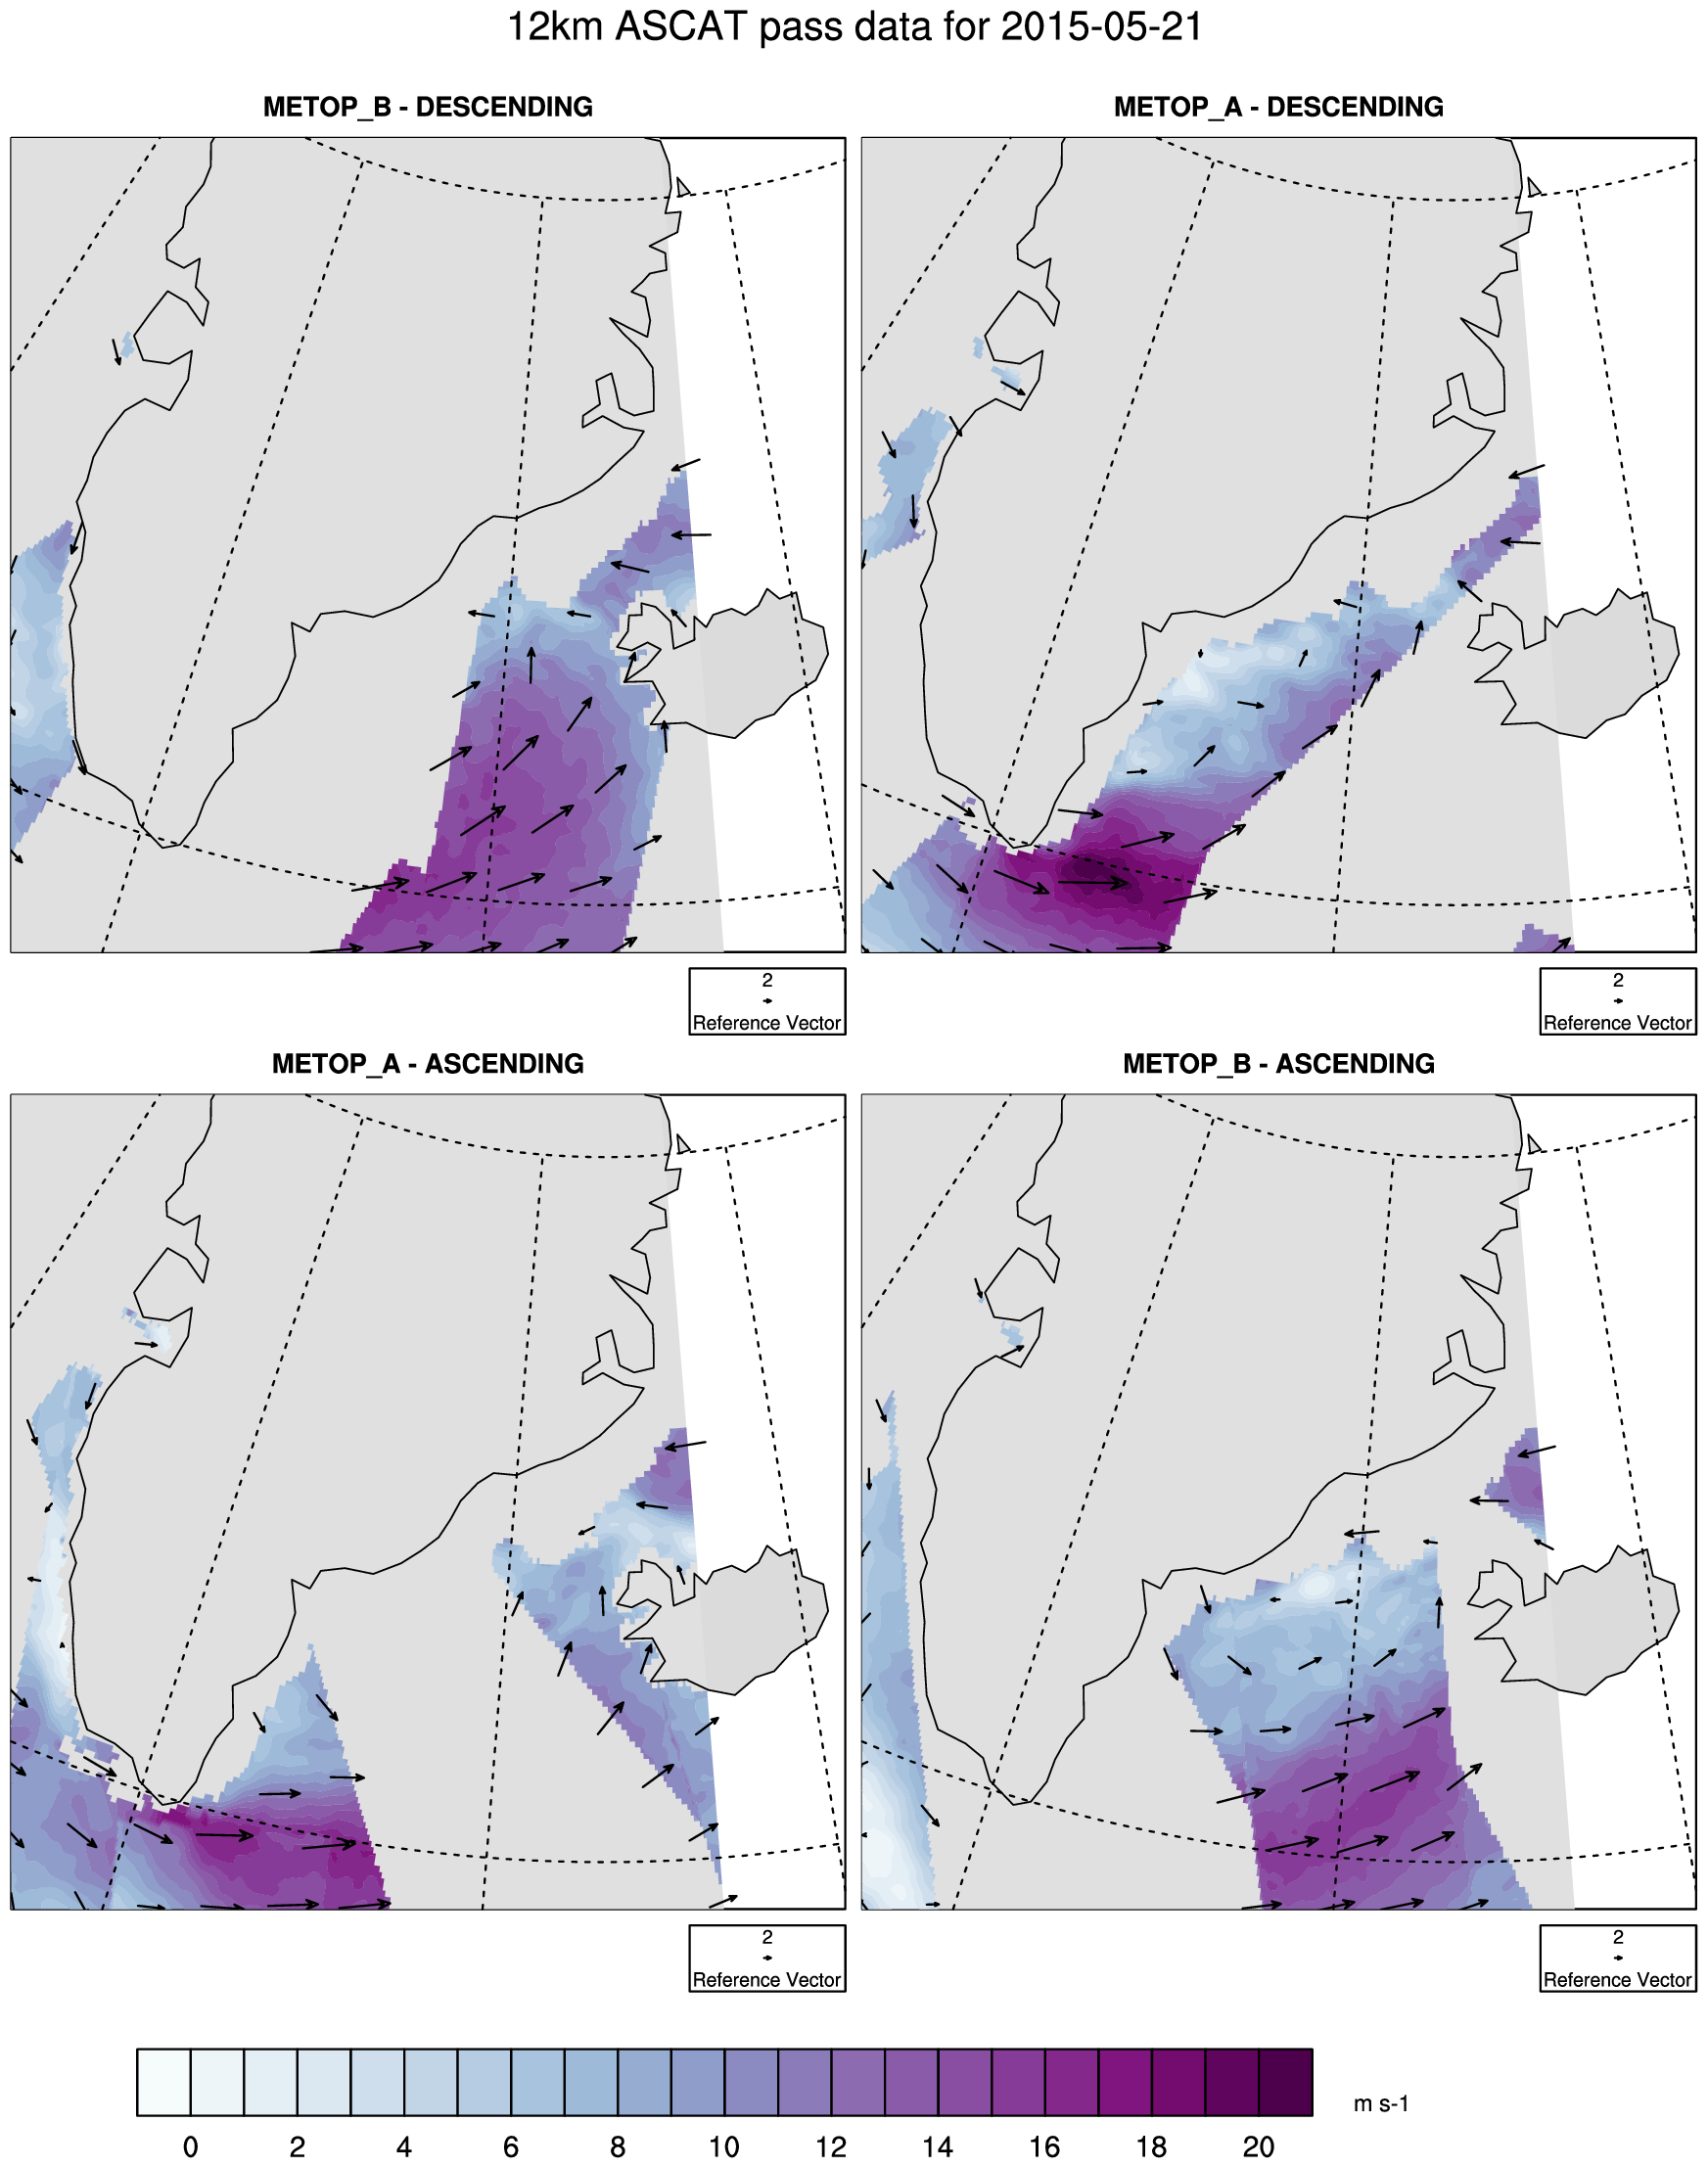 12km ASCAT pass data for 2015-05-21
METOP_B - DESCENDING
METOP_A - DESCENDING
2
Reference Vector
2
Reference Vector
METOP_A - ASCENDING
METOP_B - ASCENDING
2
Reference Vector
2
Reference Vector
m s-1
0 2 4 6 8 10 12 14 16 18 20